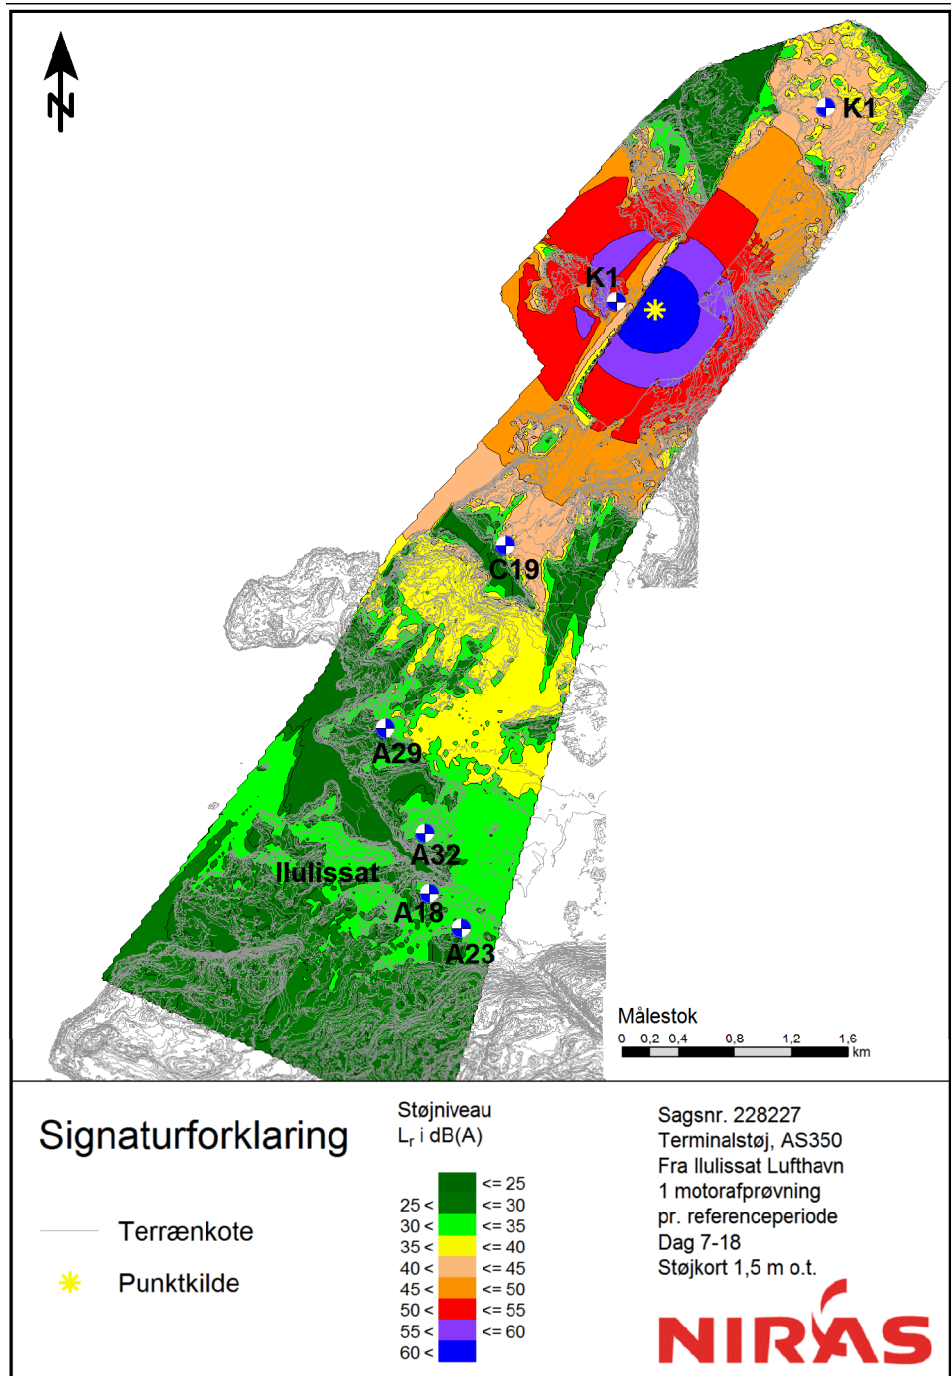 N
K1
K1
C19
A29
A32
Ilulissat
A18
A23
Målestok
0 0,2 0,4 0,8 1,2 1,6
km
Signaturforklaring
Terrænkote
Punktkilde
Støjniveau
Lr i dB(A)
<= 25
25 < <= 30
30 < <= 35
35 < <= 40
40 < <= 45
45 < <= 50
50 < <= 55
55 < <= 60
60 <
Sagsnr. 228227
Terminalstøj, AS350
Fra Ilulissat Lufthavn
1 motorafprøvning
pr. referenceperiode
Dag 7-18
Støjkort 1,5 m o.t.
NIRAS